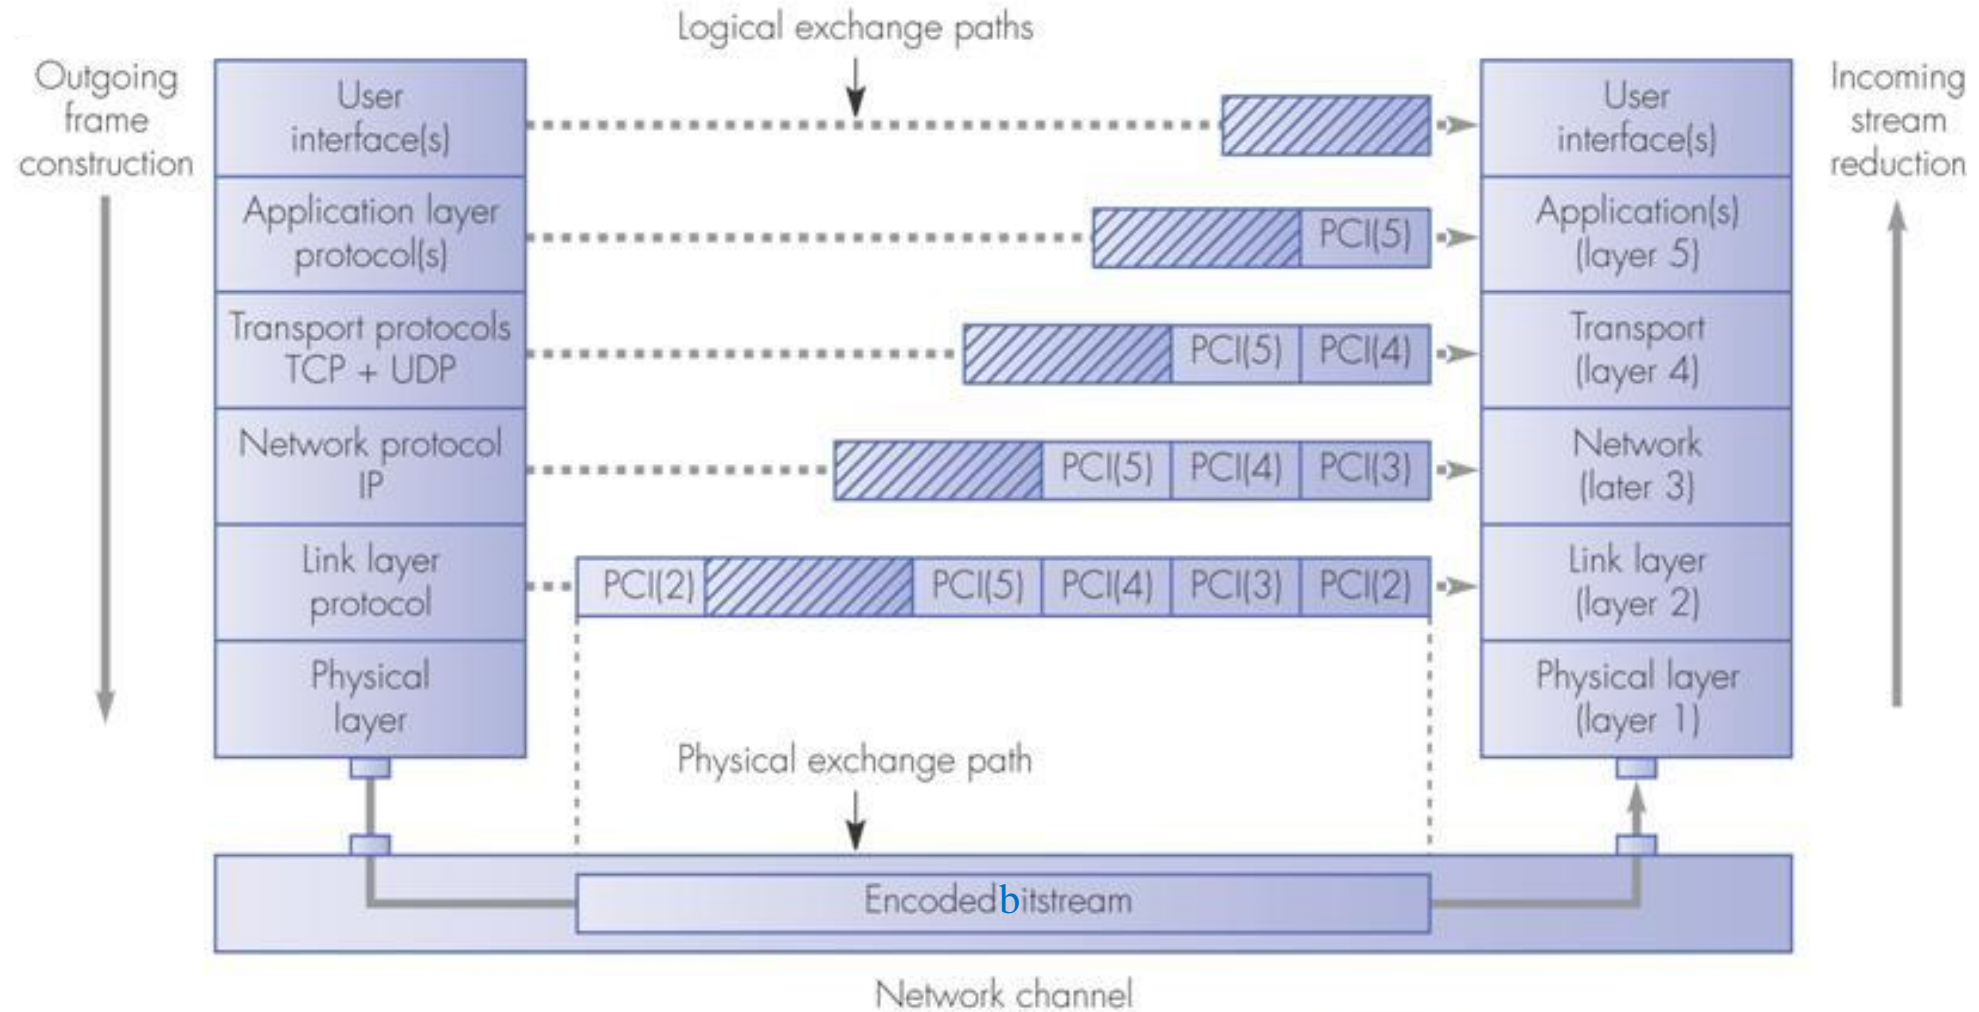 Logical exchange paths
Outgoing
frame
construction
User
interface(s)
User
interface(s)
Incoming
stream
reduction
Application layer
protocol(s)
PCI(5)
Application(s)
(layer 5)
Transport protocols
TCP + UDP
PCI(5) PCI(4)
Transport
(layer 4)
Network protocol
IP
PCI(5) PCI(4) PCI(3)
Network
(later 3)
Link layer
protocol
PCI(2) PCI(5) PCI(4) PCI(3) PCI(2)
Link layer
(layer 2)
Physical
layer
Physical layer
(layer 1)
Physical exchange path
Encoded bitstream
Network channel